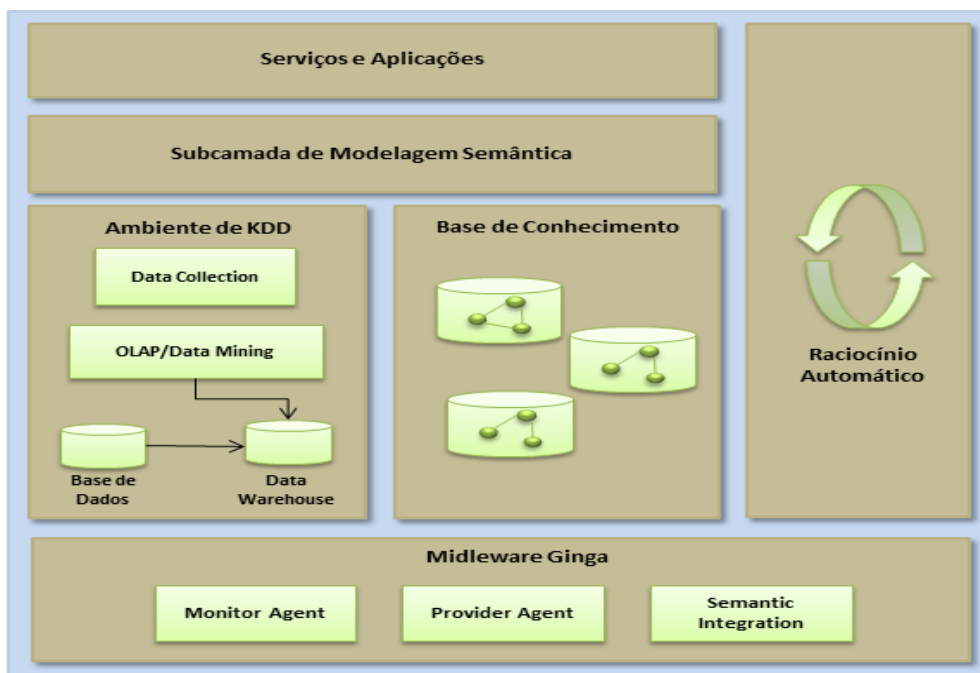 Serviços e Aplicações
Subcamada de Modelagem Semântica
Ambiente de KDD
Data Collection
OLAP/Data Mining
Base de
Dados
Data
Warehouse
Base de Conhecimento
Raciocínio
Automático
Midleware Ginga
Monitor Agent
Provider Agent
Semantic
Integration